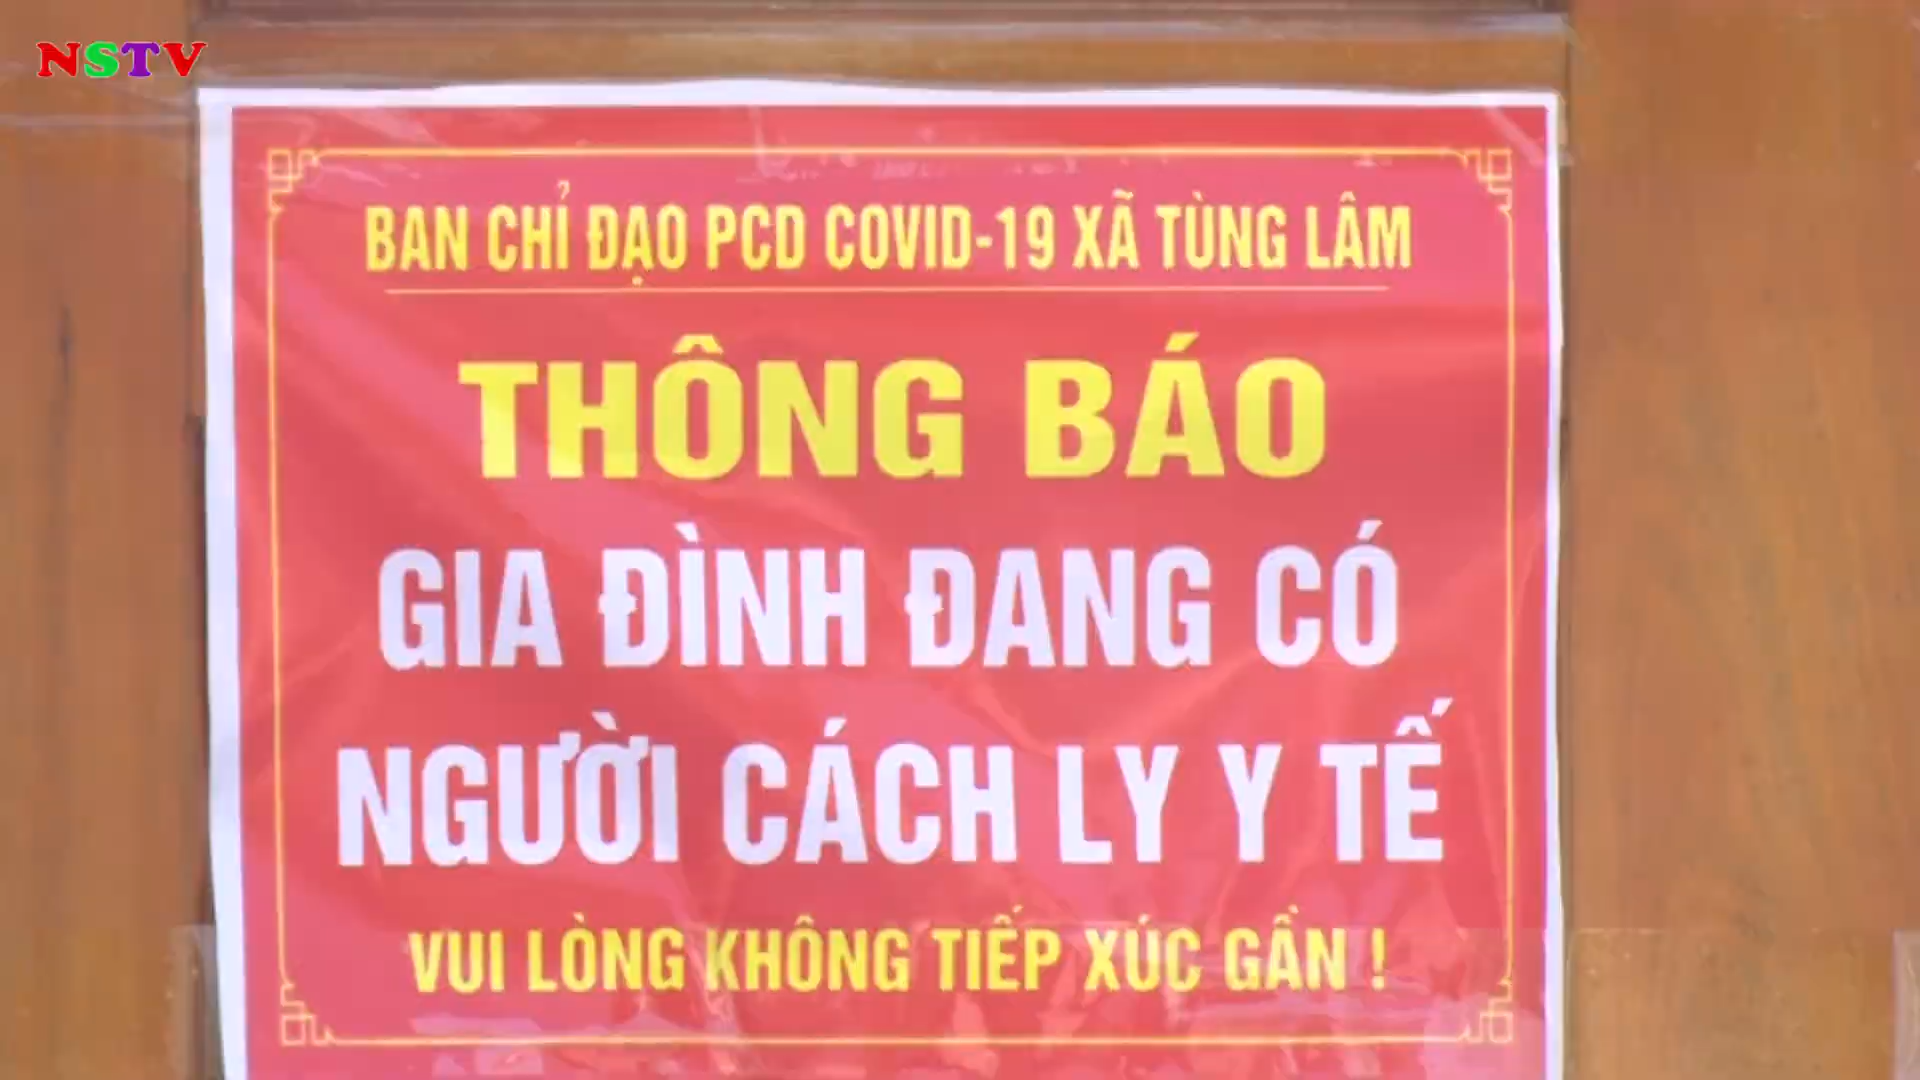 NSTV
BAN CHỈ ĐẠO PCD COVID-19 XÃ TÙNG LÂM
THÔNG BÁO
GIA ĐÌNH ĐANG CÓ
NGƯỜI CÁCH LY Y TẾ
VUI LÒNG KHÔNG TIẾP XÚC GẦN !